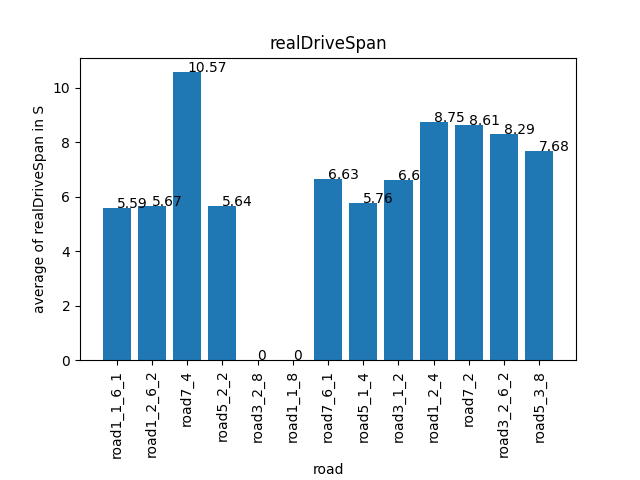 realDriveSpan
average of realDriveSpan in S
10
8
6
4
2
0
5.59
5.67
10.57
5.64
0
0
6.63
5.76
6.6
8.75
8.61
8.29
7.68
road1_1_6_1
road1_2_6_2
road7_4
road5_2_2
road3_2_8
road1_1_8
road7_6_1
road5_1_4
road3_1_2
road1_2_4
road7_2
road3_2_6_2
road5_3_8
road